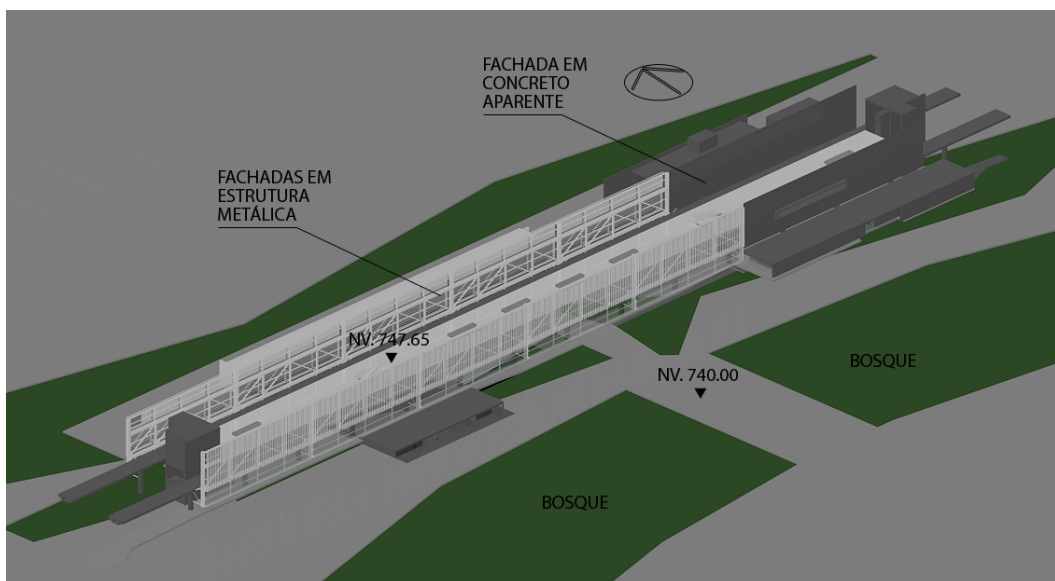 FACHADA EM
CONCRETO
APARENTE
FACHADAS EM
ESTRUTURA
METÁLICA
NV. 747.65
NV. 740.00
BOSQUE
BOSQUE